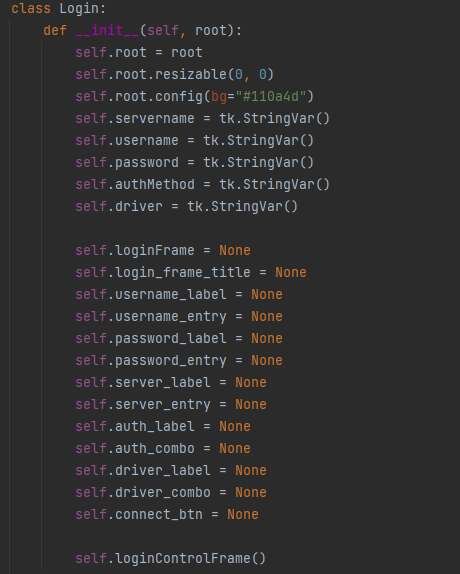 class Login:
    def __init__(self, root):
        self.root = root
        self.root.resizable(0, 0)
        self.root.config(bg="#110a4d")
        self.servername = tk.StringVar()
        self.username = tk.StringVar()
        self.password = tk.StringVar()
        self.authMethod = tk.StringVar()
        self.driver = tk.StringVar()

        self.loginFrame = None
        self.login_frame_title = None
        self.username_label = None
        self.username_entry = None
        self.password_label = None
        self.password_entry = None
        self.server_label = None
        self.server_entry = None
        self.auth_label = None
        self.auth_combo = None
        self.driver_label = None
        self.driver_combo = None
        self.connect_btn = None

        self.loginControlFrame()